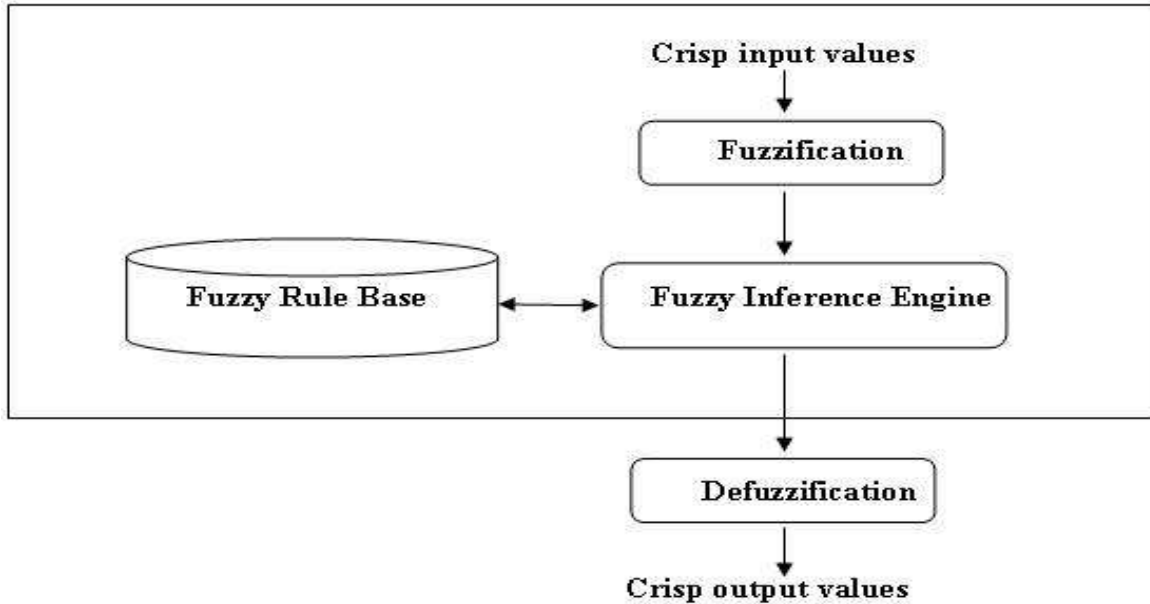 Crisp input values
Fuzzification
Fuzzy Rule Base
Fuzzy Inference Engine
Defuzzification
Crisp output values